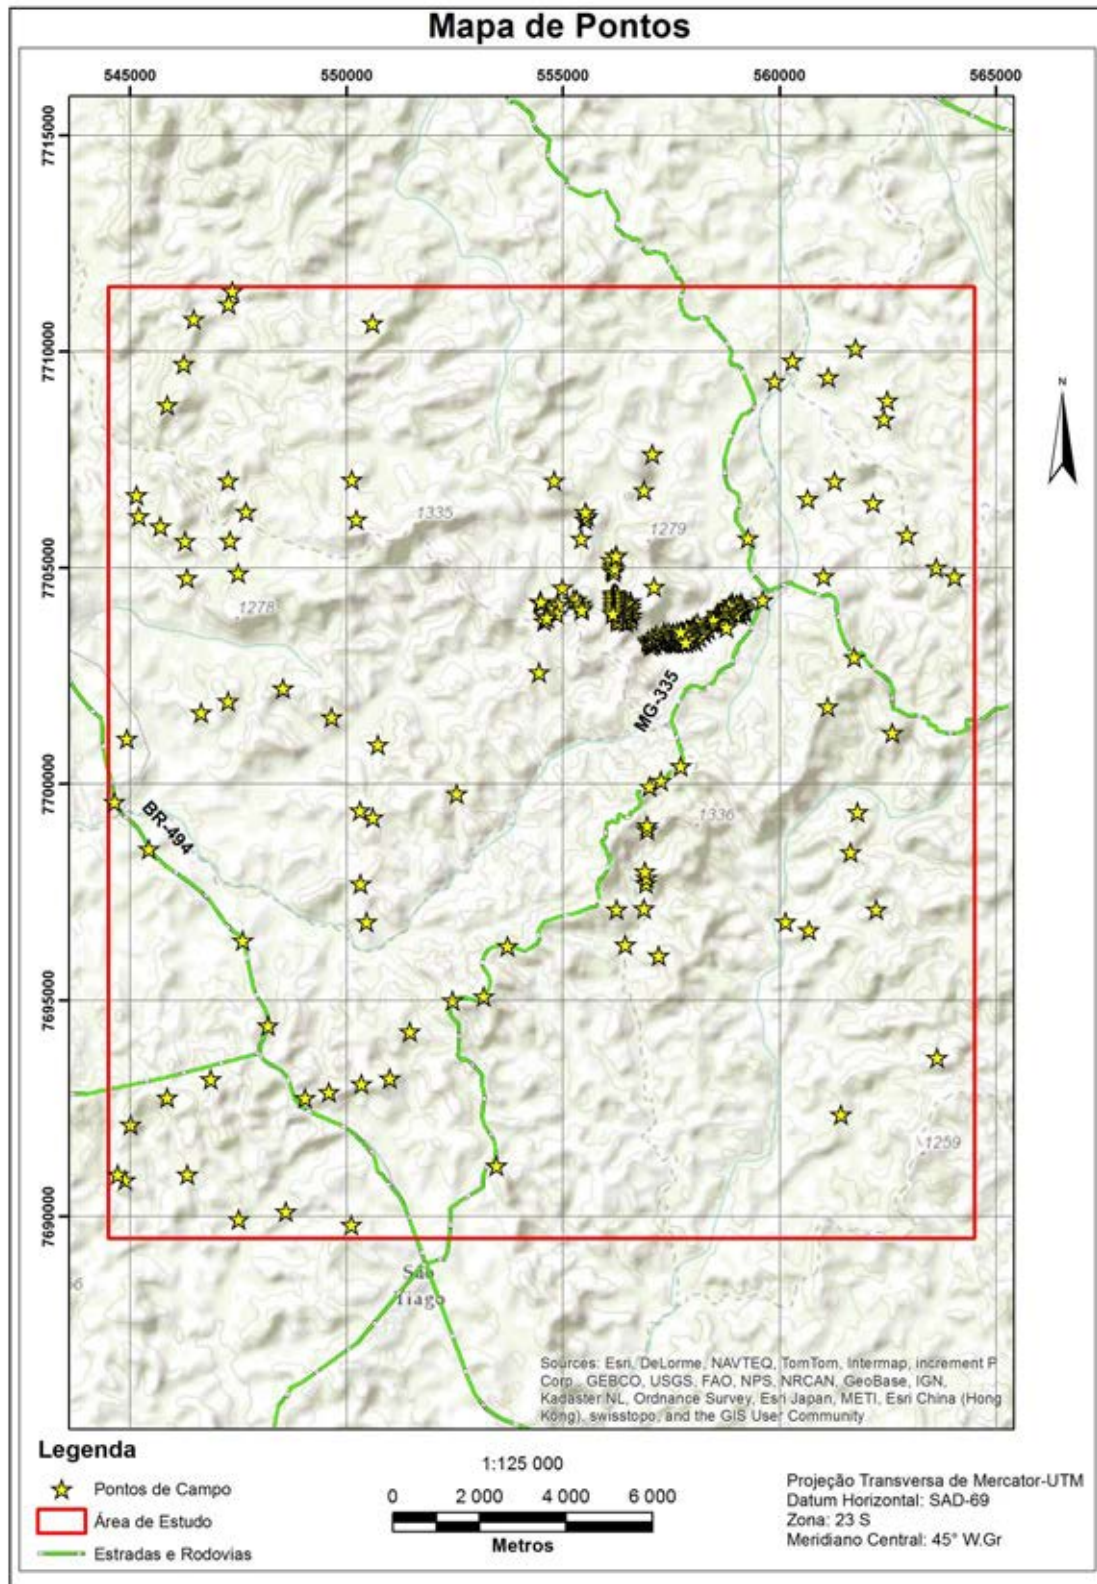 Mapa de Pontos
545000 550000 555000 560000 565000
7715000
7710000
7705000
7700000
7695000
7690000
N
1335
1279
1278
MG-335
BR-494
1336
1259
São
Tiago
Sources: Esri, DeLorme, NAVTEQ, TomTom, Intermap, increment P
Corp., GEBCO, USGS, FAO, NPS, NRCAN, GeoBase, IGN,
Kadaster NL, Ordnance Survey, Esri Japan, METI, Esri China (Hong
Kong), swisstopo, and the GIS User Community
Legenda
Pontos de Campo
Área de Estudo
Estradas e Rodovias
1:125 000
0 2 000 4 000 6 000
Metros
Projeção Transversa de Mercator-UTM
Datum Horizontal: SAD-69
Zona: 23 S
Meridiano Central: 45° W.Gr